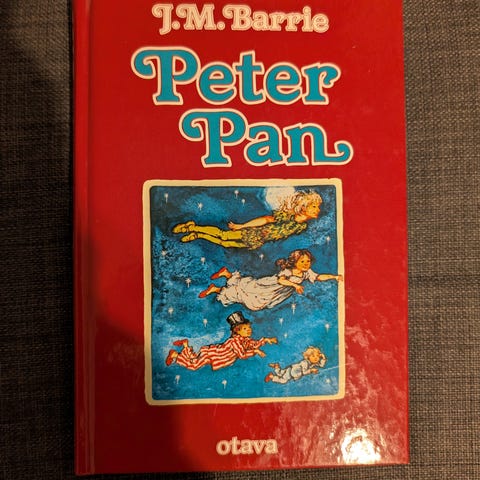 J.M. Barrie
Peter
Pan
otava